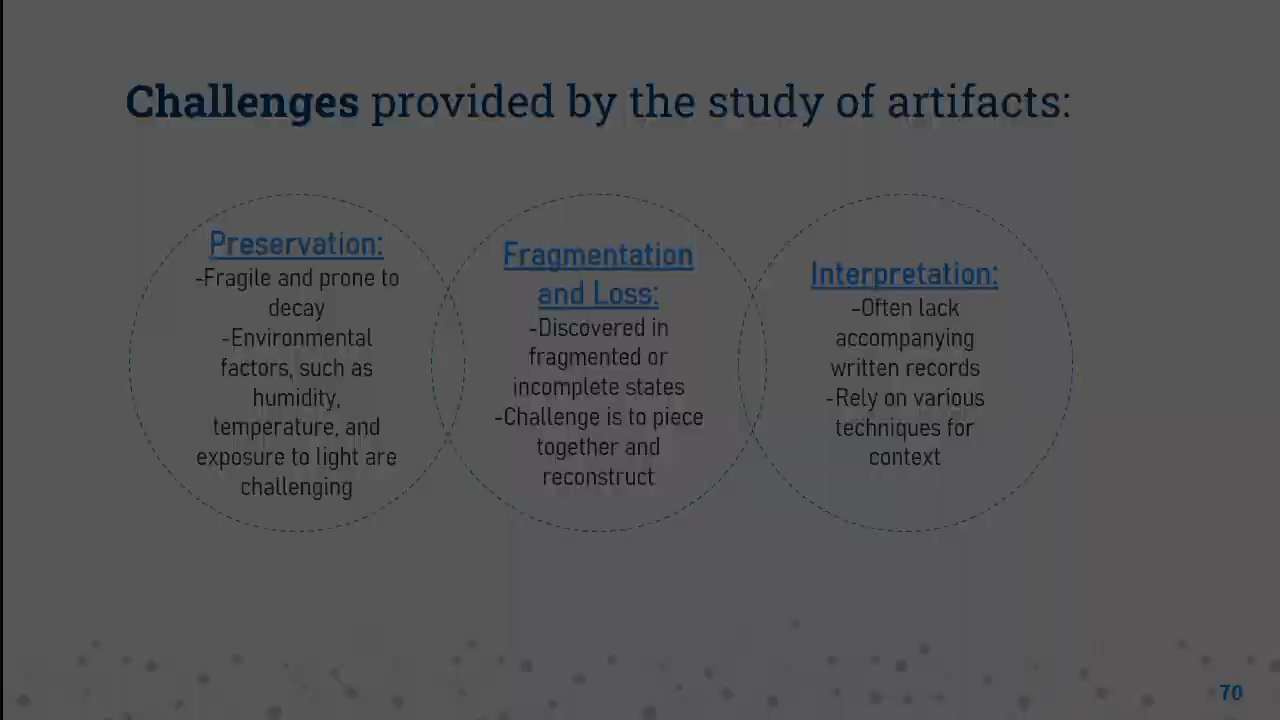 Challenges provided by the study of artifacts:
Preservation:
-Fragile and prone to
decay
-Environmental
factors, such as
humidity,
temperature, and
exposure to light are
challenging
Fragmentation
and Loss:
-Discovered in
fragmented or
incomplete states
-Challenge is to piece
together and
reconstruct
Interpretation:
-Often lack
accompanying
written records
-Rely on various
techniques for
context
70